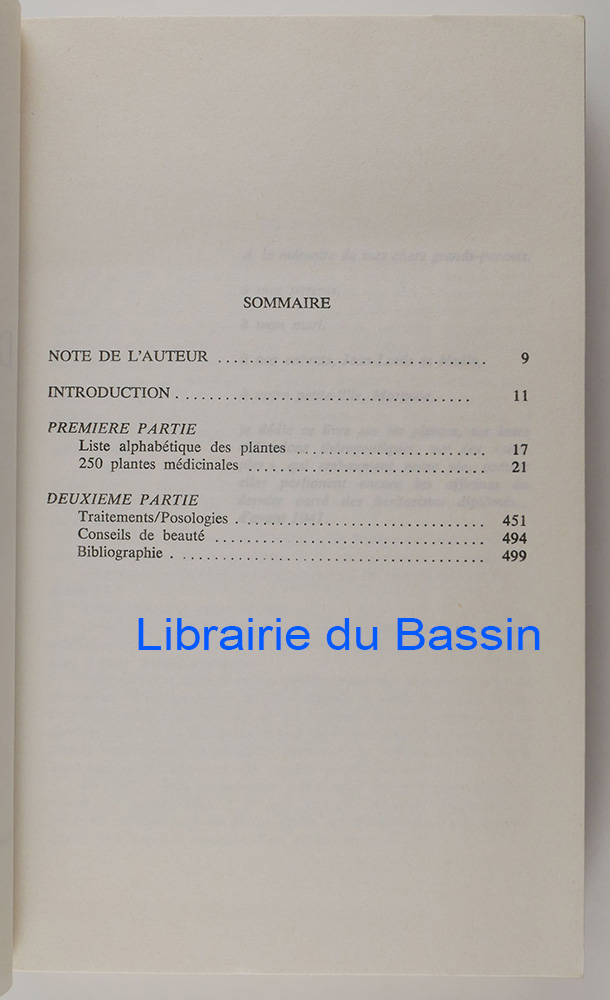 SOMMAIRE
NOTE DE L'AUTEUR ........................ 9
INTRODUCTION ........................ 11
PREMIERE PARTIE
Liste alphabétique des plantes ........................ 17
250 plantes médicinales ........................ 21
DEUXIEME PARTIE
Traitements/Posologies ........................ 451
Conseils de beauté ........................ 494
Bibliographie ........................ 499
Librairie du Bassin